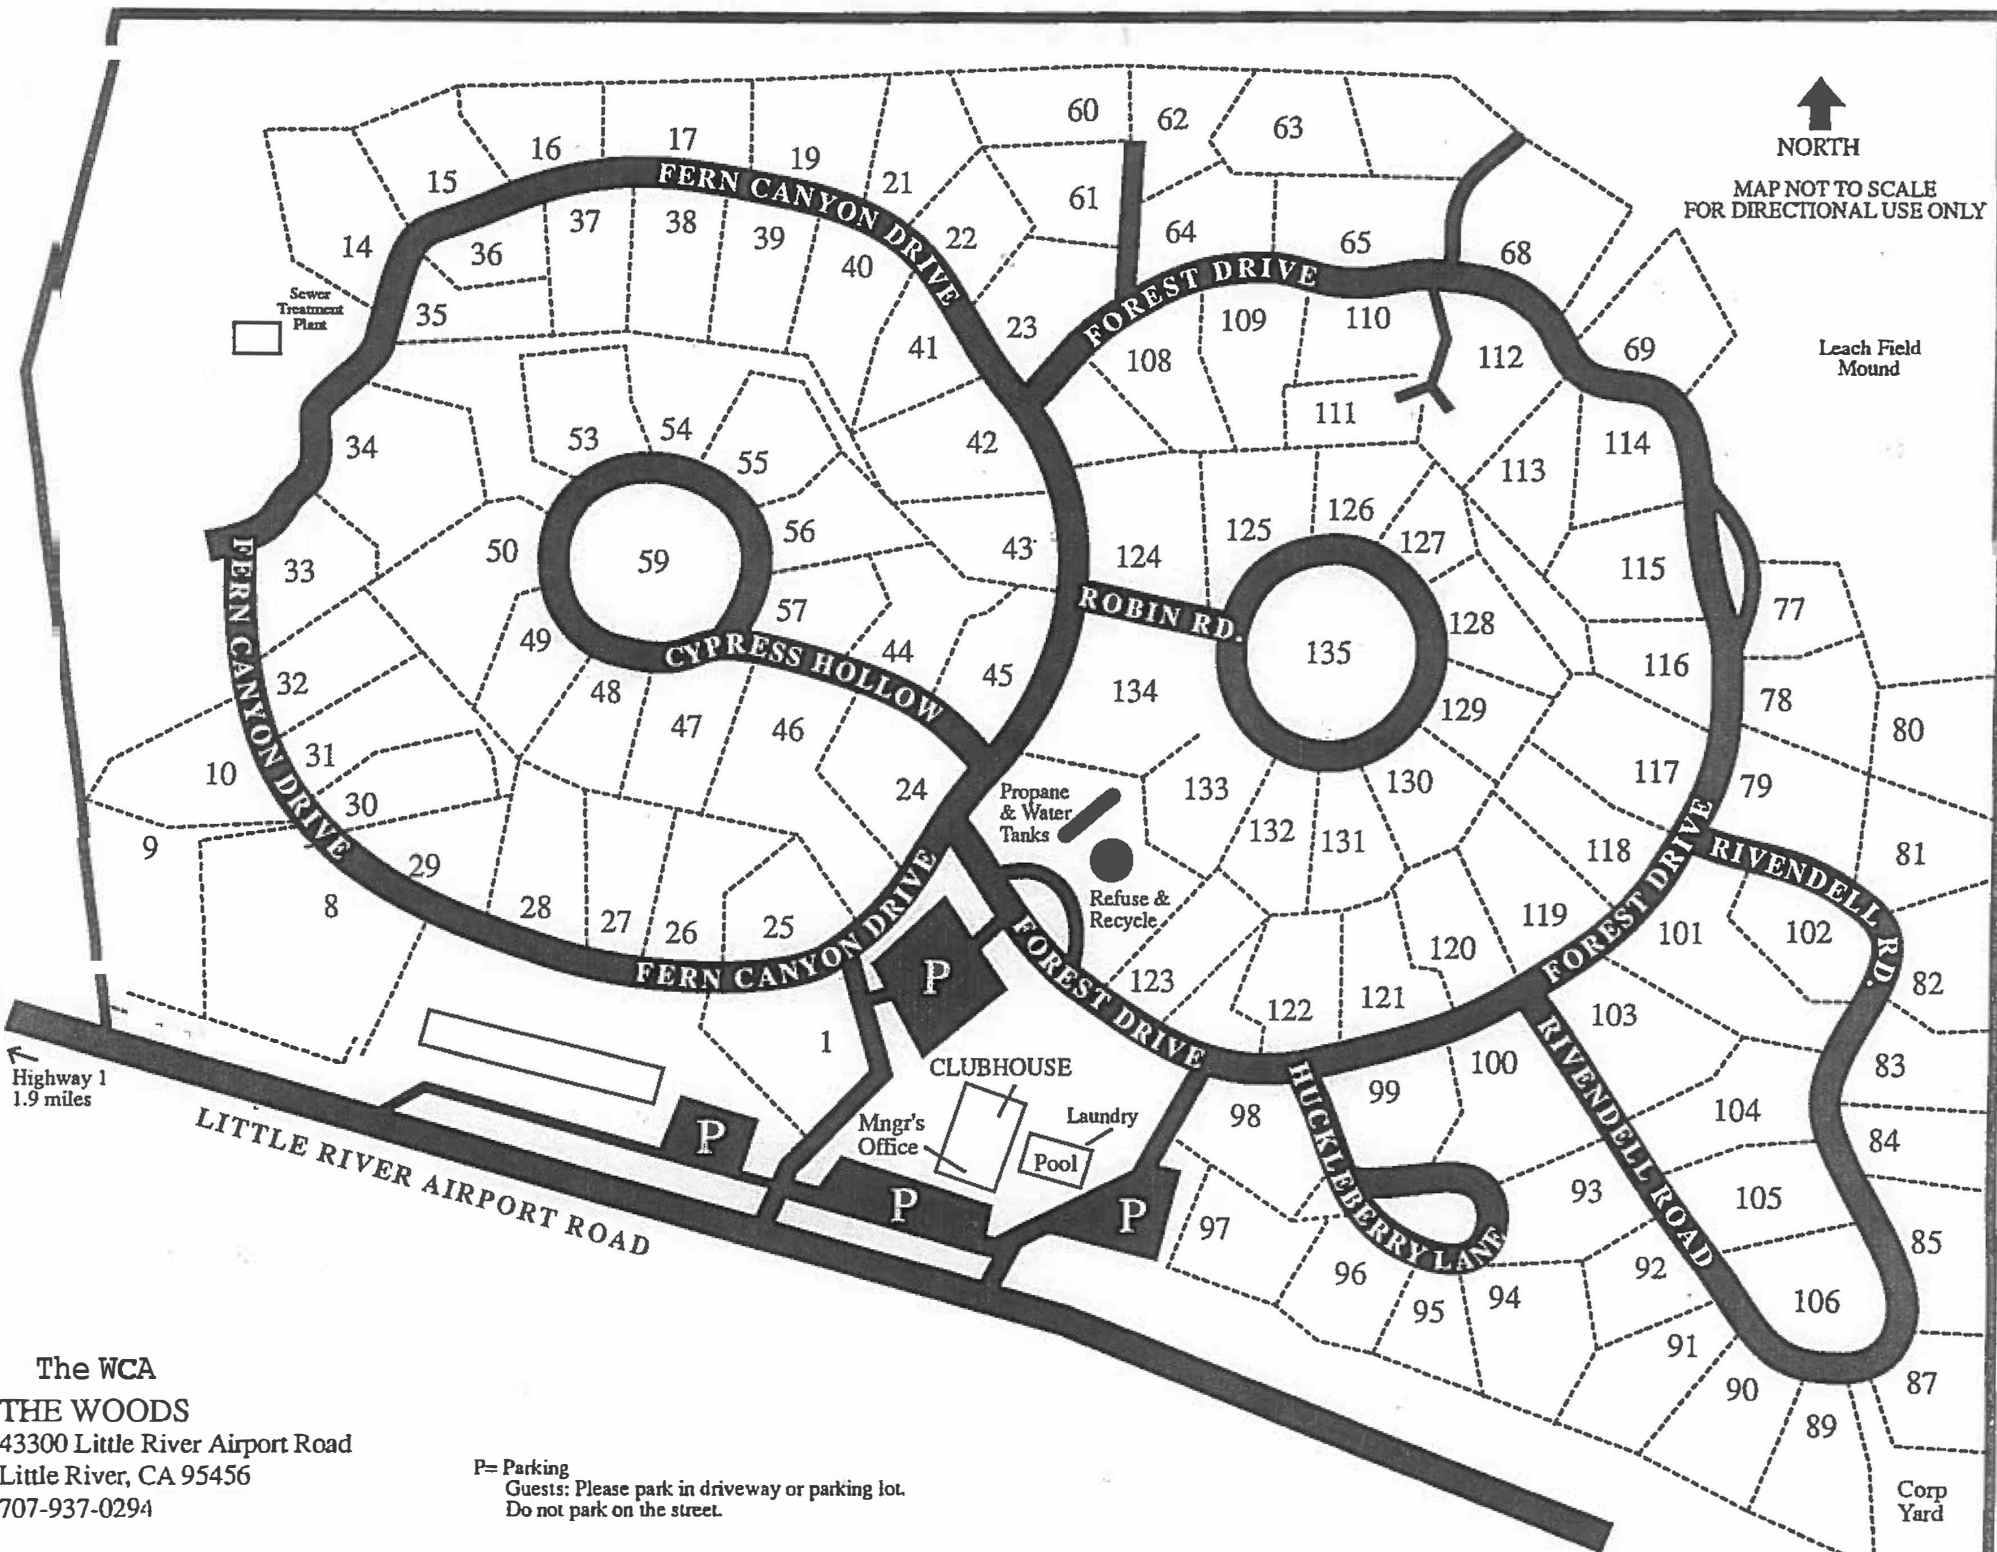 NORTH
MAP NOT TO SCALE
FOR DIRECTIONAL USE ONLY
60
62
63
16
17
19
15
21
61
37
38
39
22
64
65
68
14
36
40
Sewer
Treatment
Plant
35
FERN CANYON DRIVE
FOREST DRIVE
23
41
108
109
110
112
69
Leach Field
Mound
111
34
53
54
55
42
113
114
33
50
59
56
43
124
125
126
127
115
77
FERN CANYON DRIVE
57
ROBIN RD.
128
49
44
CYPRESS HOLLOW
135
116
32
48
45
134
129
78
80
47
46
31
10
30
24
Propane
& Water
Tanks
133
130
117
79
9
29
132
131
118
81
8
28
27
26
25
Refuse &
Recycle
119
FOREST DRIVE
RIVENDELL RD.
101
102
FERN CANYON DRIVE
P
FOREST DRIVE
123
120
82
1
122
121
103
83
CLUBHOUSE
100
99
98
HUCKLEBERRY LANE
RIVENDELL ROAD
104
84
Highway 1
1.9 miles
LITTLE RIVER AIRPORT ROAD
P
Mngr's
Office
Laundry
Pool
P
P
97
93
105
85
96
95
94
92
106
91
90
89
87
Corp
Yard
The WCA
THE WOODS
43300 Little River Airport Road
Little River, CA 95456
707-937-0294
P= Parking
Guests: Please park in driveway or parking lot.
Do not park on the street.